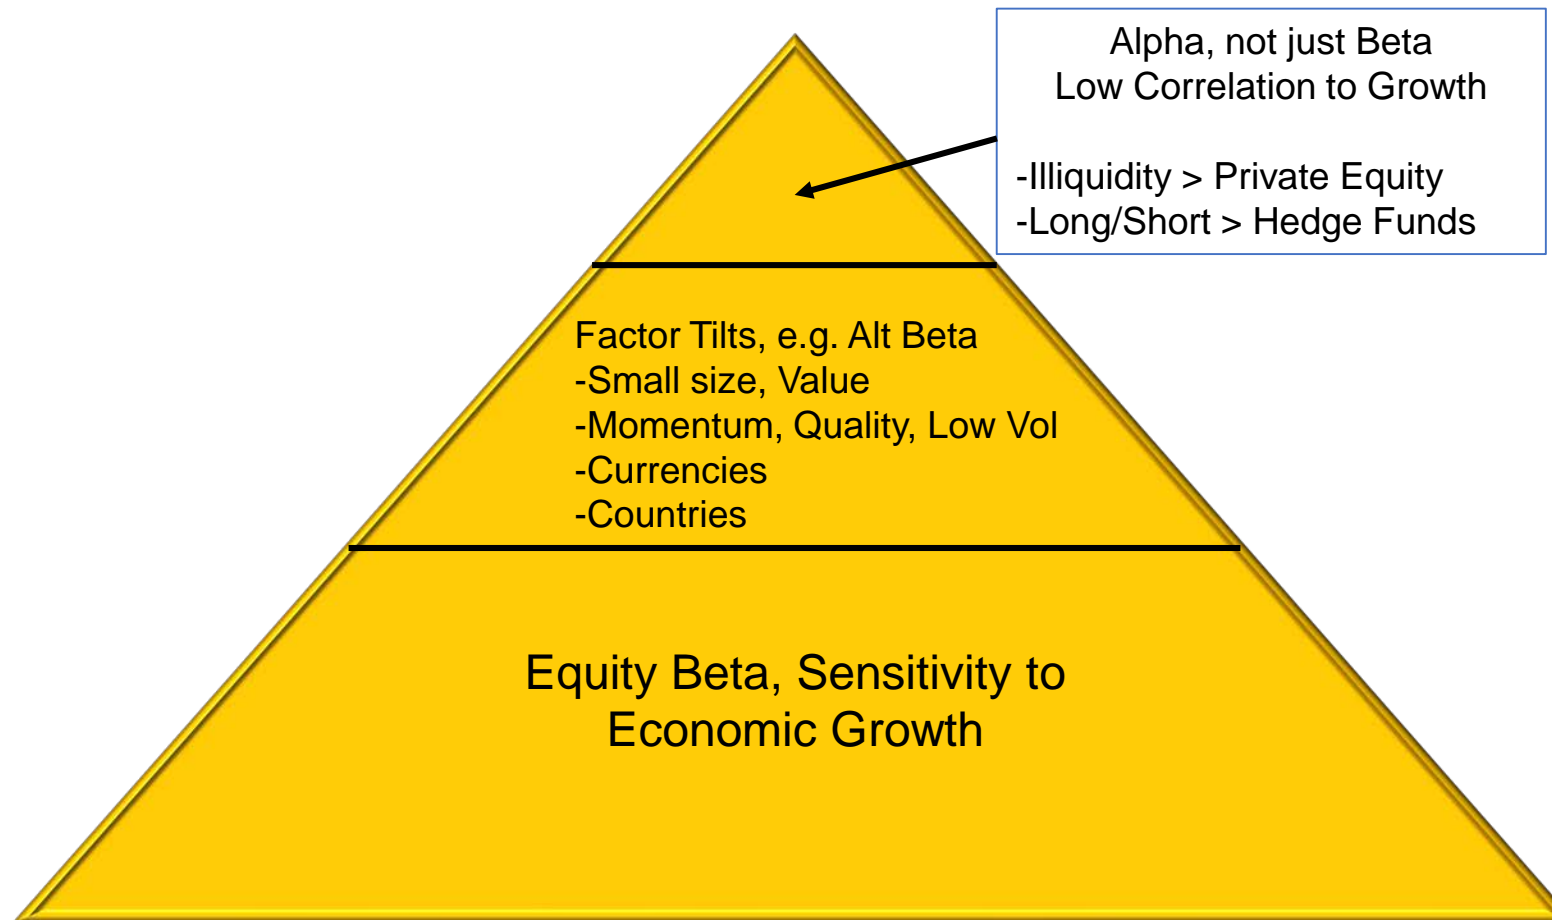 Alpha, not just Beta
Low Correlation to Growth
-Illiquidity > Private Equity
-Long/Short > Hedge Funds
Factor Tilts, e.g. Alt Beta
-Small size, Value
-Momentum, Quality, Low Vol
-Currencies
-Countries
Equity Beta, Sensitivity to
Economic Growth